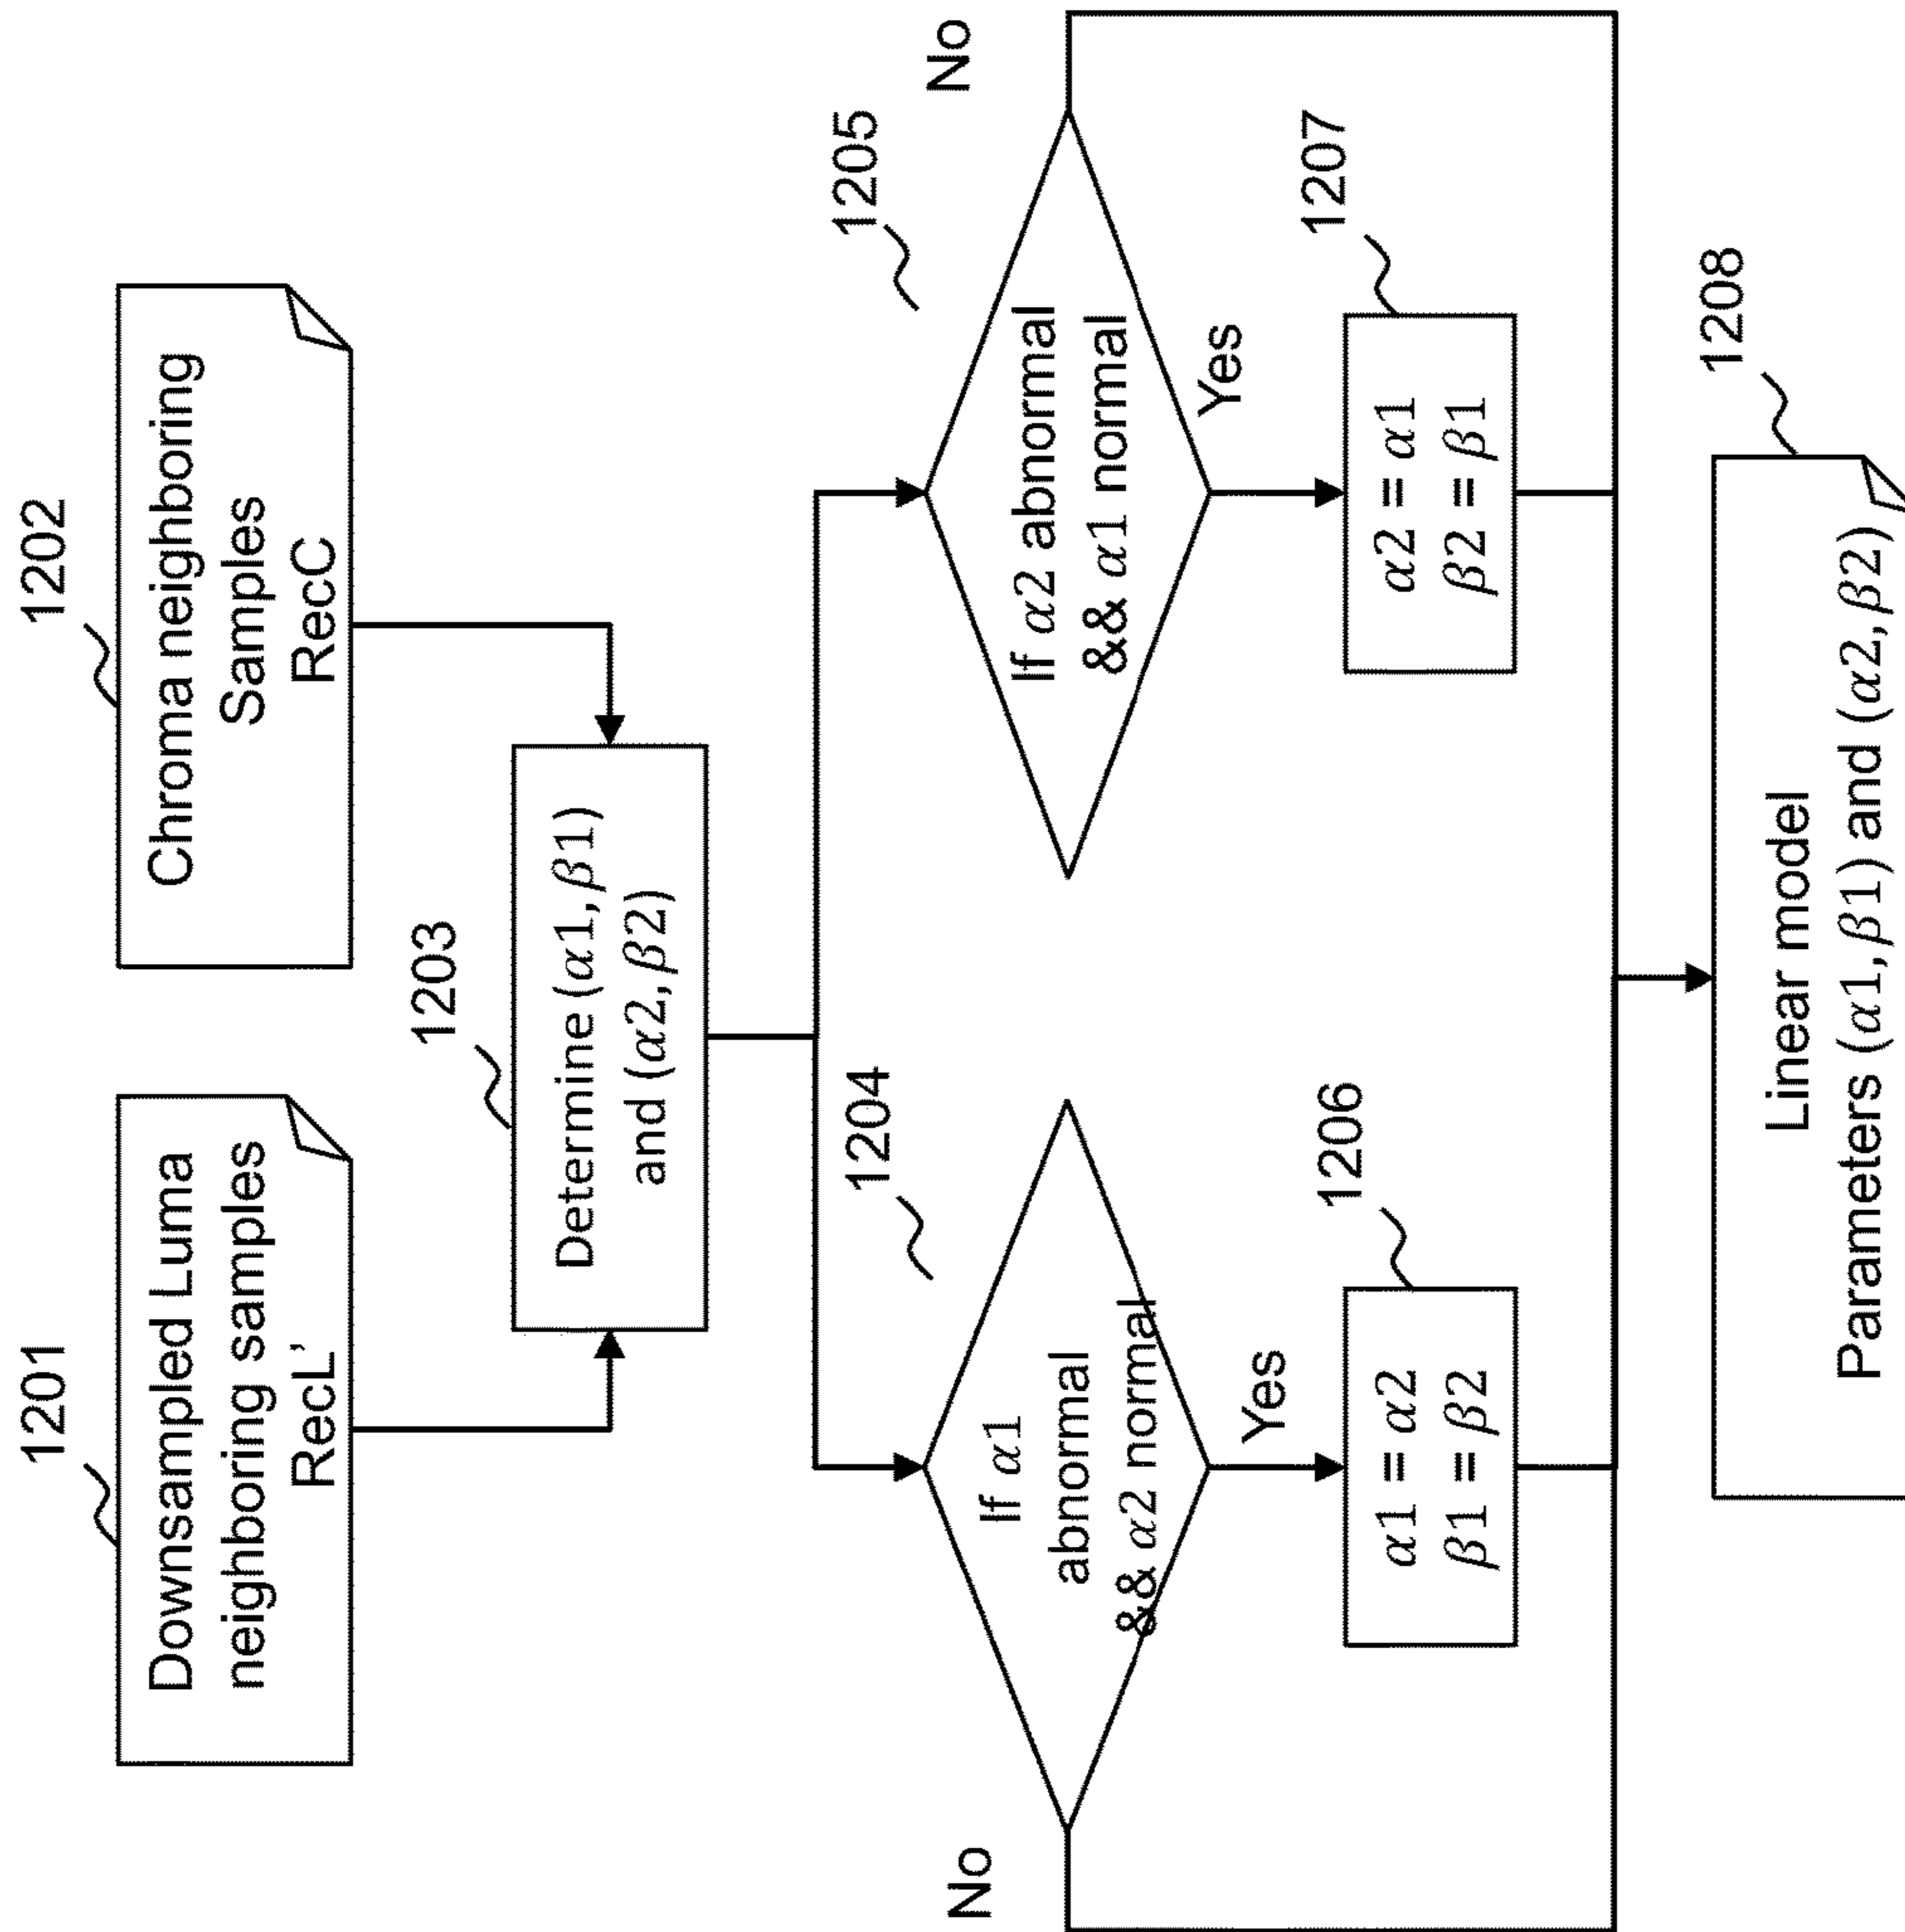 1201
Downsampled Luma
neighboring samples
RecL’
1202
Chroma neighboring
Samples
RecC
1203
Determine (α1, β1)
and (α2, β2)
1204
If α1
abnormal
&& α2 normal
No
Yes
1205
If α2 abnormal
&& α1 normal
No
Yes
1206
α1 = α2
β1 = β2
1207
α2 = α1
β2 = β1
1208
Linear model
Parameters (α1, β1) and (α2, β2)